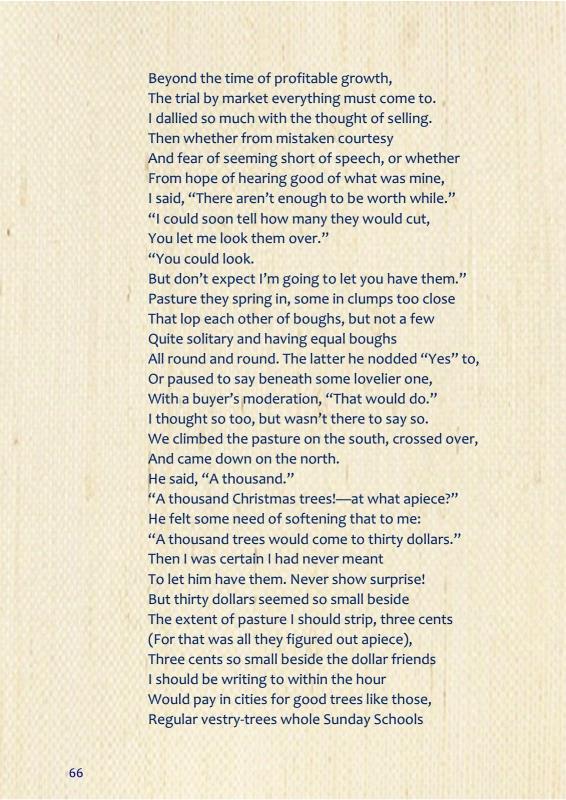 Beyond the time of profitable growth,
The trial by market everything must come to.
I dallied so much with the thought of selling.
Then whether from mistaken courtesy
And fear of seeming short of speech, or whether
From hope of hearing good of what was mine,
I said, “There aren’t enough to be worth while.”
“I could soon tell how many they would cut,
You let me look them over.”
“You could look.
But don’t expect I’m going to let you have them.”
Pasture they spring in, some in clumps too close
That lop each other of boughs, but not a few
Quite solitary and having equal boughs
All round and round. The latter he nodded “Yes” to,
Or paused to say beneath some lovelier one,
With a buyer’s moderation, “That would do.”
I thought so too, but wasn’t there to say so.
We climbed the pasture on the south, crossed over,
And came down on the north.
He said, “A thousand.”
“A thousand Christmas trees!—at what apiece?”
He felt some need of softening that to me:
“A thousand trees would come to thirty dollars.”
Then I was certain I had never meant
To let him have them. Never show surprise!
But thirty dollars seemed so small beside
The extent of pasture I should strip, three cents
(For that was all they figured out apiece),
Three cents so small beside the dollar friends
I should be writing to within the hour
Would pay in cities for good trees like those,
Regular vestry-trees whole Sunday Schools
66